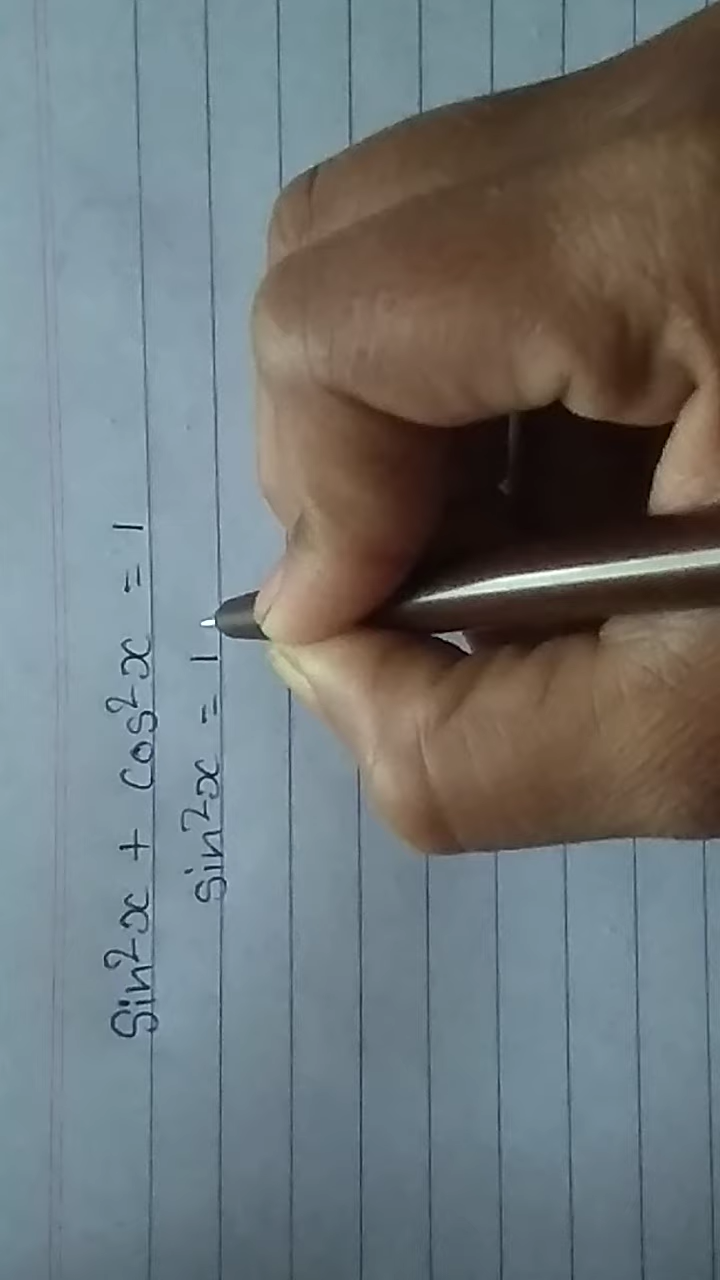 Sin²x + cos²x = 1
sin²x = 1